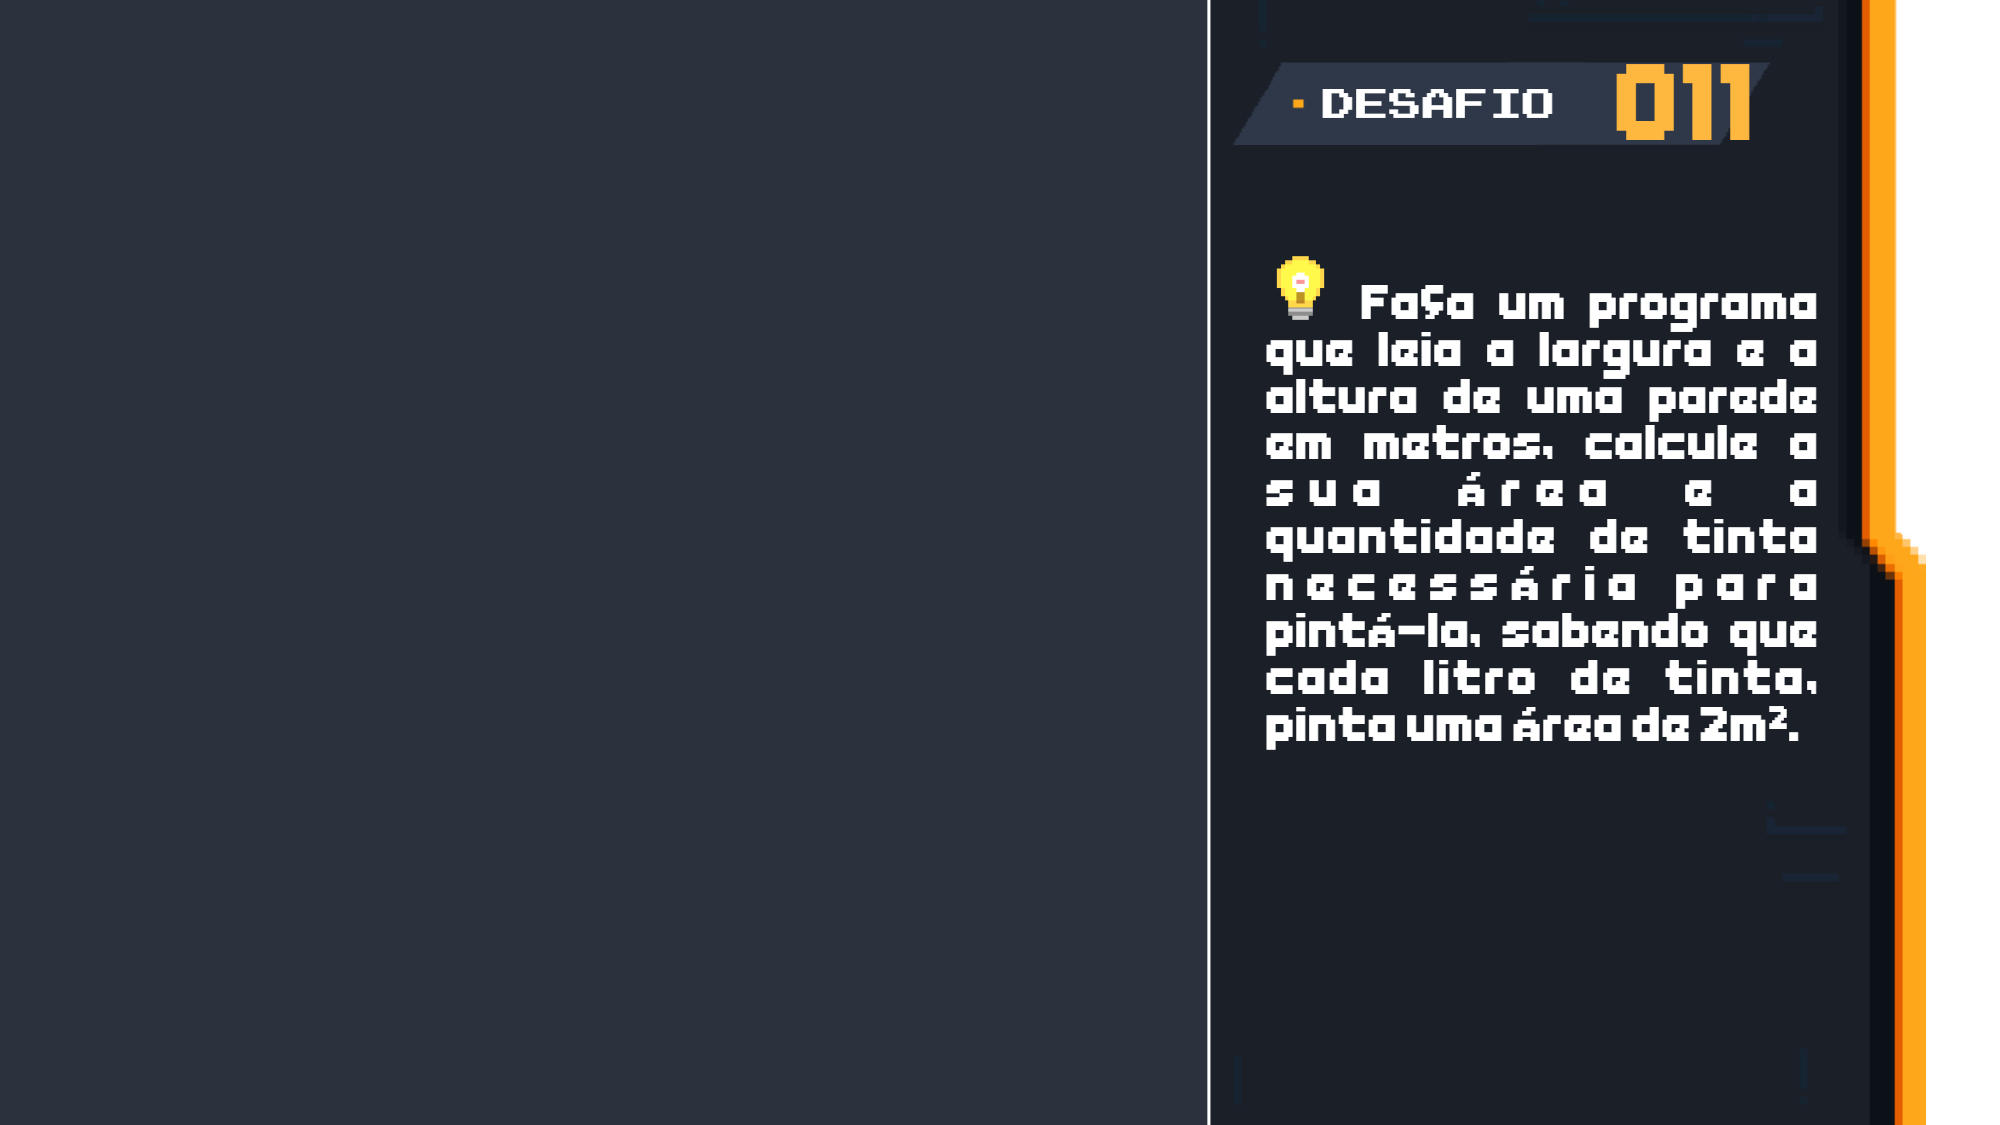 DESAFIO 011
Faça um programa
que leia a largura e a
altura de uma parede
em metros, calcule a
sua área e a
quantidade de tinta
necessária para
pintá-la, sabendo que
cada litro de tinta,
pinta uma área de 2m².